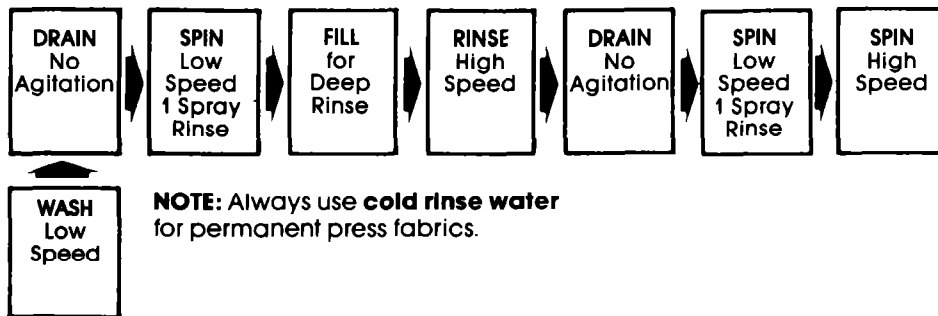 DRAIN
No
Agitation
SPIN
Low
Speed
1 Spray
Rinse
FILL
for
Deep
Rinse
RINSE
High
Speed
DRAIN
No
Agitation
SPIN
Low
Speed
1 Spray
Rinse
SPIN
High
Speed
WASH
Low
Speed
NOTE: Always use cold rinse water
for permanent press fabrics.